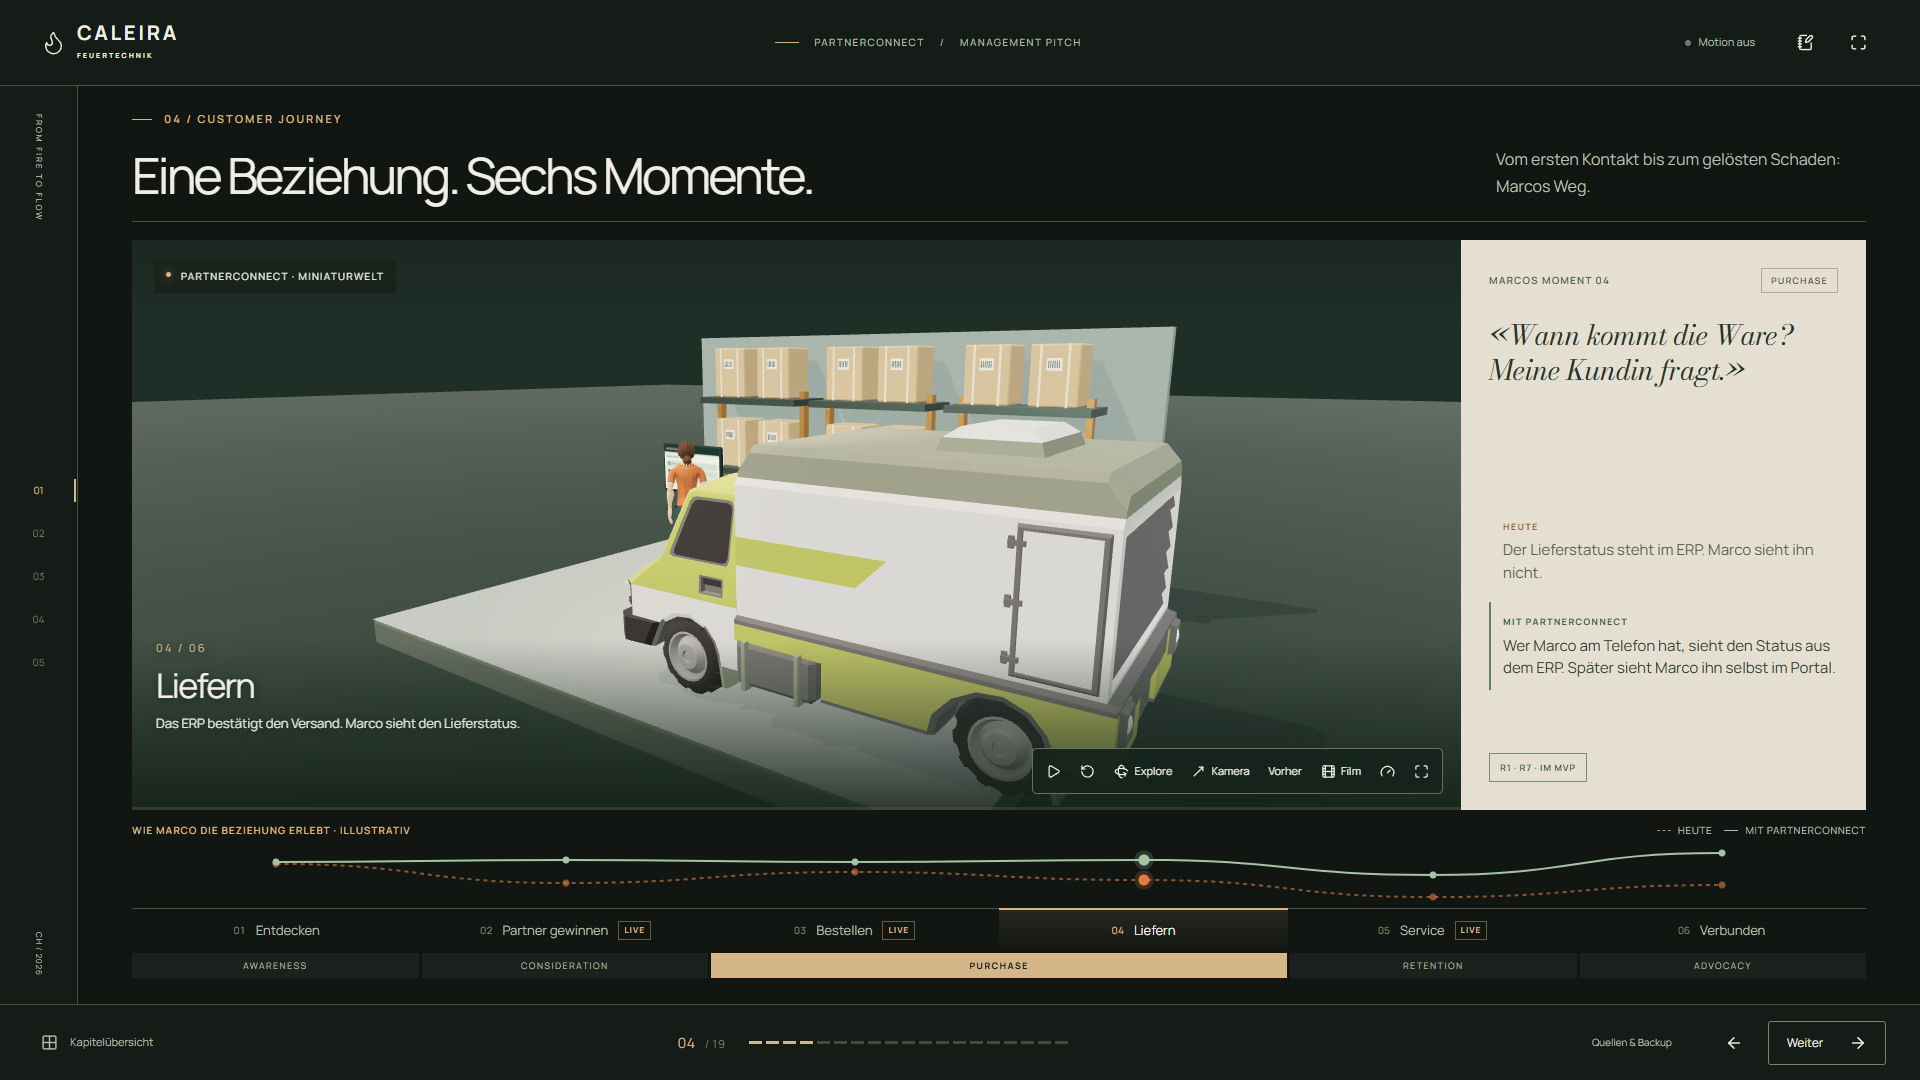 CALEIRA
FEUERTECHNIK
PARTNERCONNECT / MANAGEMENT PITCH
Motion aus
FROM FIRE TO FLOW
01
02
03
04
05
CH / 2026
04 / CUSTOMER JOURNEY
Eine Beziehung. Sechs Momente.
Vom ersten Kontakt bis zum gelösten Schaden:
Marcos Weg.
PARTNERCONNECT · MINIATURWELT
04 / 06
Liefern
Das ERP bestätigt den Versand. Marco sieht den Lieferstatus.
Explore
Kamera
Vorher
Film
MARCOS MOMENT 04
PURCHASE
«Wann kommt die Ware?
Meine Kundin fragt.»
HEUTE
Der Lieferstatus steht im ERP. Marco sieht ihn
nicht.
MIT PARTNERCONNECT
Wer Marco am Telefon hat, sieht den Status aus
dem ERP. Später sieht Marco ihn selbst im Portal.
R1 · R7 · IM MVP
WIE MARCO DIE BEZIEHUNG ERLEBT · ILLUSTRATIV
HEUTE
MIT PARTNERCONNECT
01 Entdecken
02 Partner gewinnen LIVE
03 Bestellen LIVE
04 Liefern
05 Service LIVE
06 Verbunden
AWARENESS
CONSIDERATION
PURCHASE
RETENTION
ADVOCACY
Kapitelübersicht
04 / 19
Quellen & Backup
Weiter